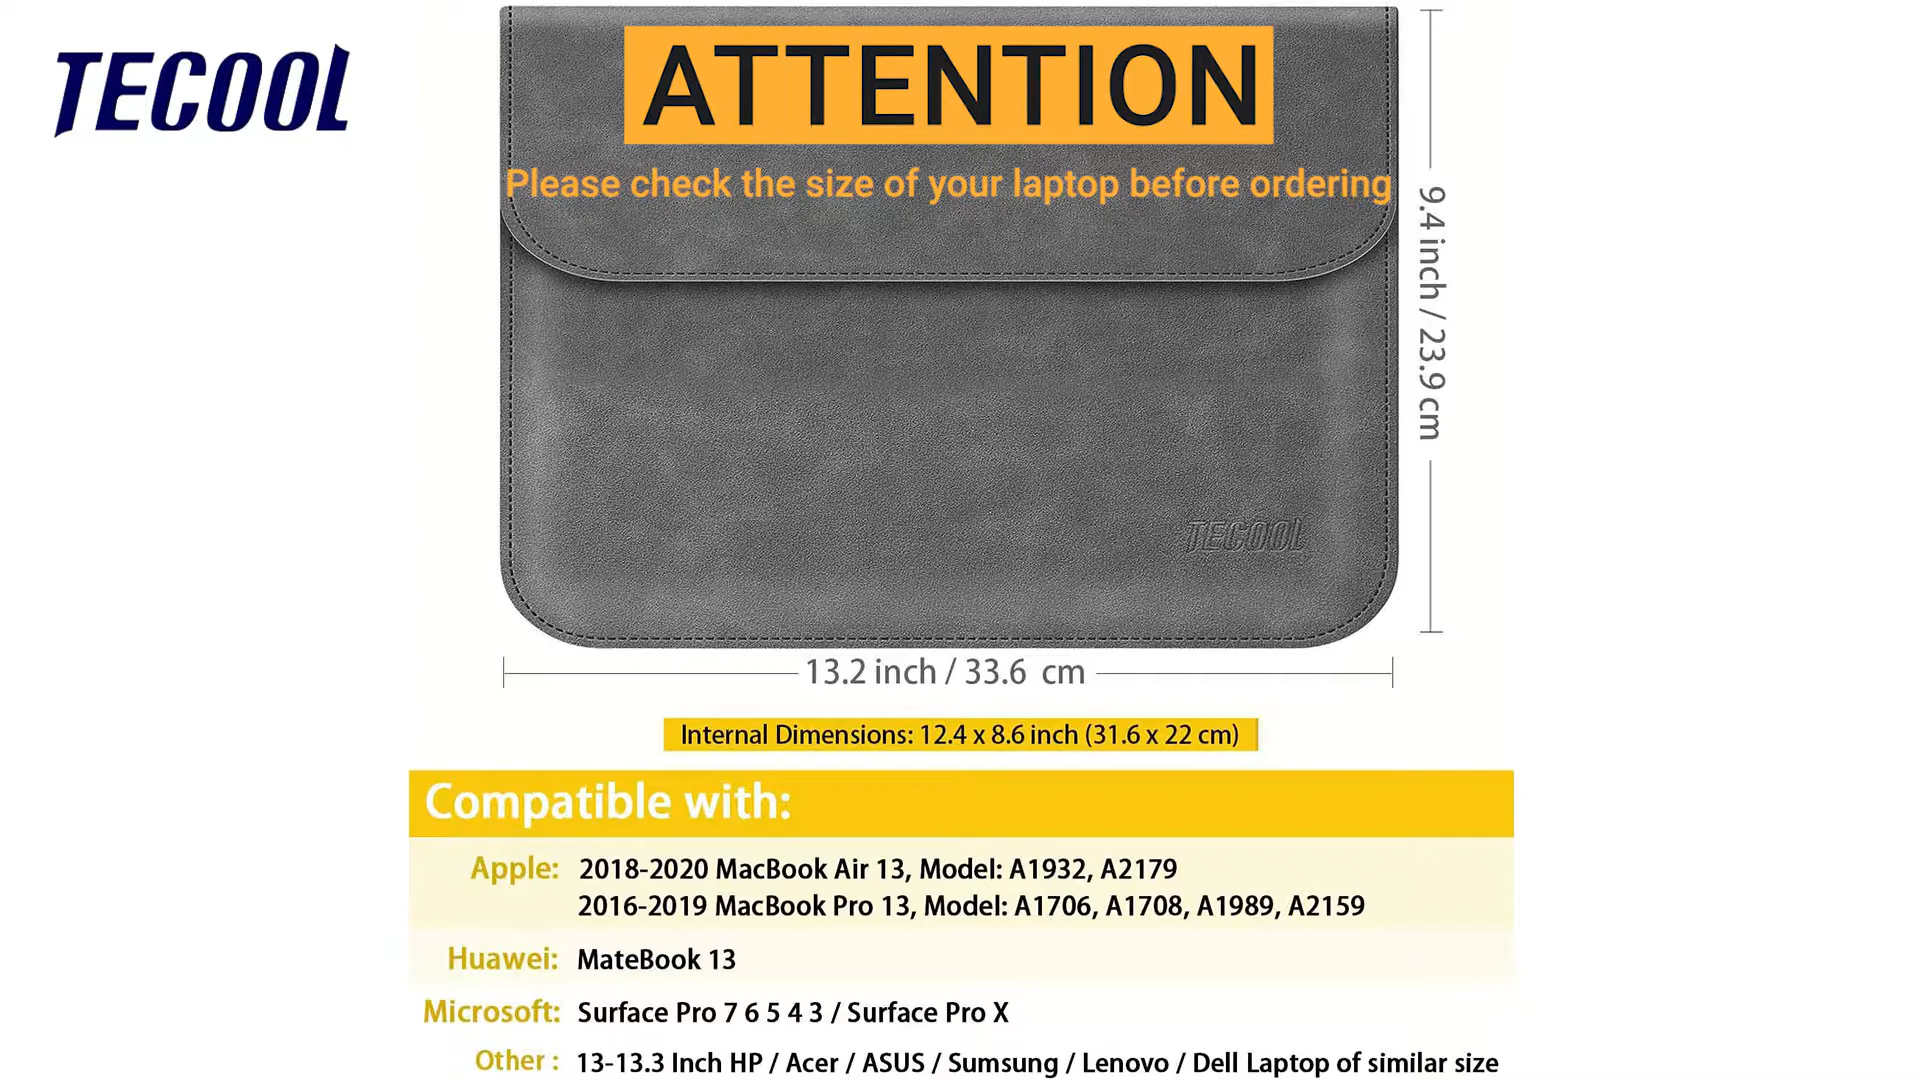 TECOOL
ATTENTION
Please check the size of your laptop before ordering
9.4 inch / 23.9 cm
TECOOL
13.2 inch / 33.6 cm
Internal Dimensions: 12.4 x 8.6 inch (31.6 x 22 cm)
Compatible with:
Apple: 2018-2020 MacBook Air 13, Model: A1932, A2179
2016-2019 MacBook Pro 13, Model: A1706, A1708, A1989, A2159
Huawei: MateBook 13
Microsoft: Surface Pro 7 6 5 4 3 / Surface Pro X
Other : 13-13.3 Inch HP / Acer / ASUS / Sumsung / Lenovo / Dell Laptop of similar size